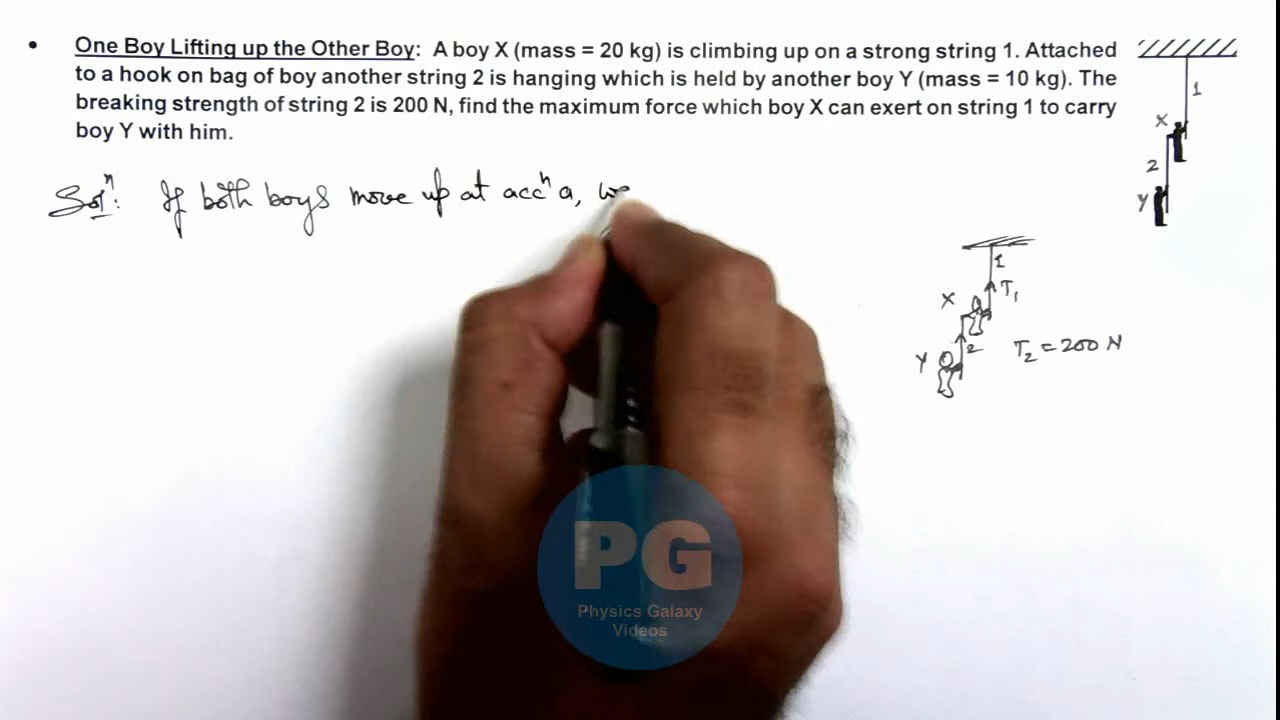 • One Boy Lifting up the Other Boy: A boy X (mass = 20 kg) is climbing up on a strong string 1. Attached
to a hook on bag of boy another string 2 is hanging which is held by another boy Y (mass = 10 kg). The
breaking strength of string 2 is 200 N, find the maximum force which boy X can exert on string 1 to carry
boy Y with him.
1
X
2
Y
Solⁿ: If both boys move up at accⁿ a, we
1
T₁
X
2
T₂ = 200 N
Y
PG
Physics Galaxy
Videos